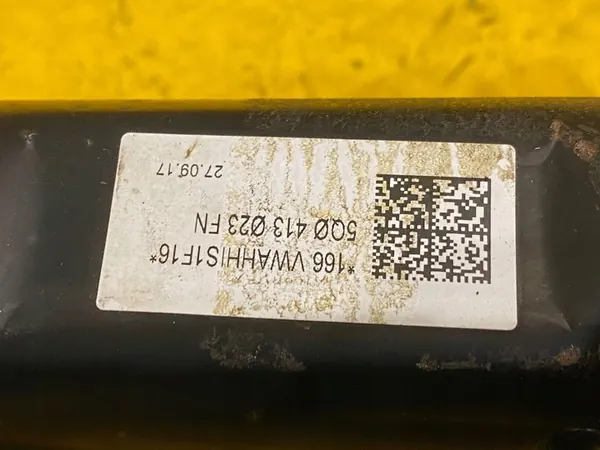 *166 VWAHHIS1F16*
5QØ 413 Ø23 FN
27.09.17